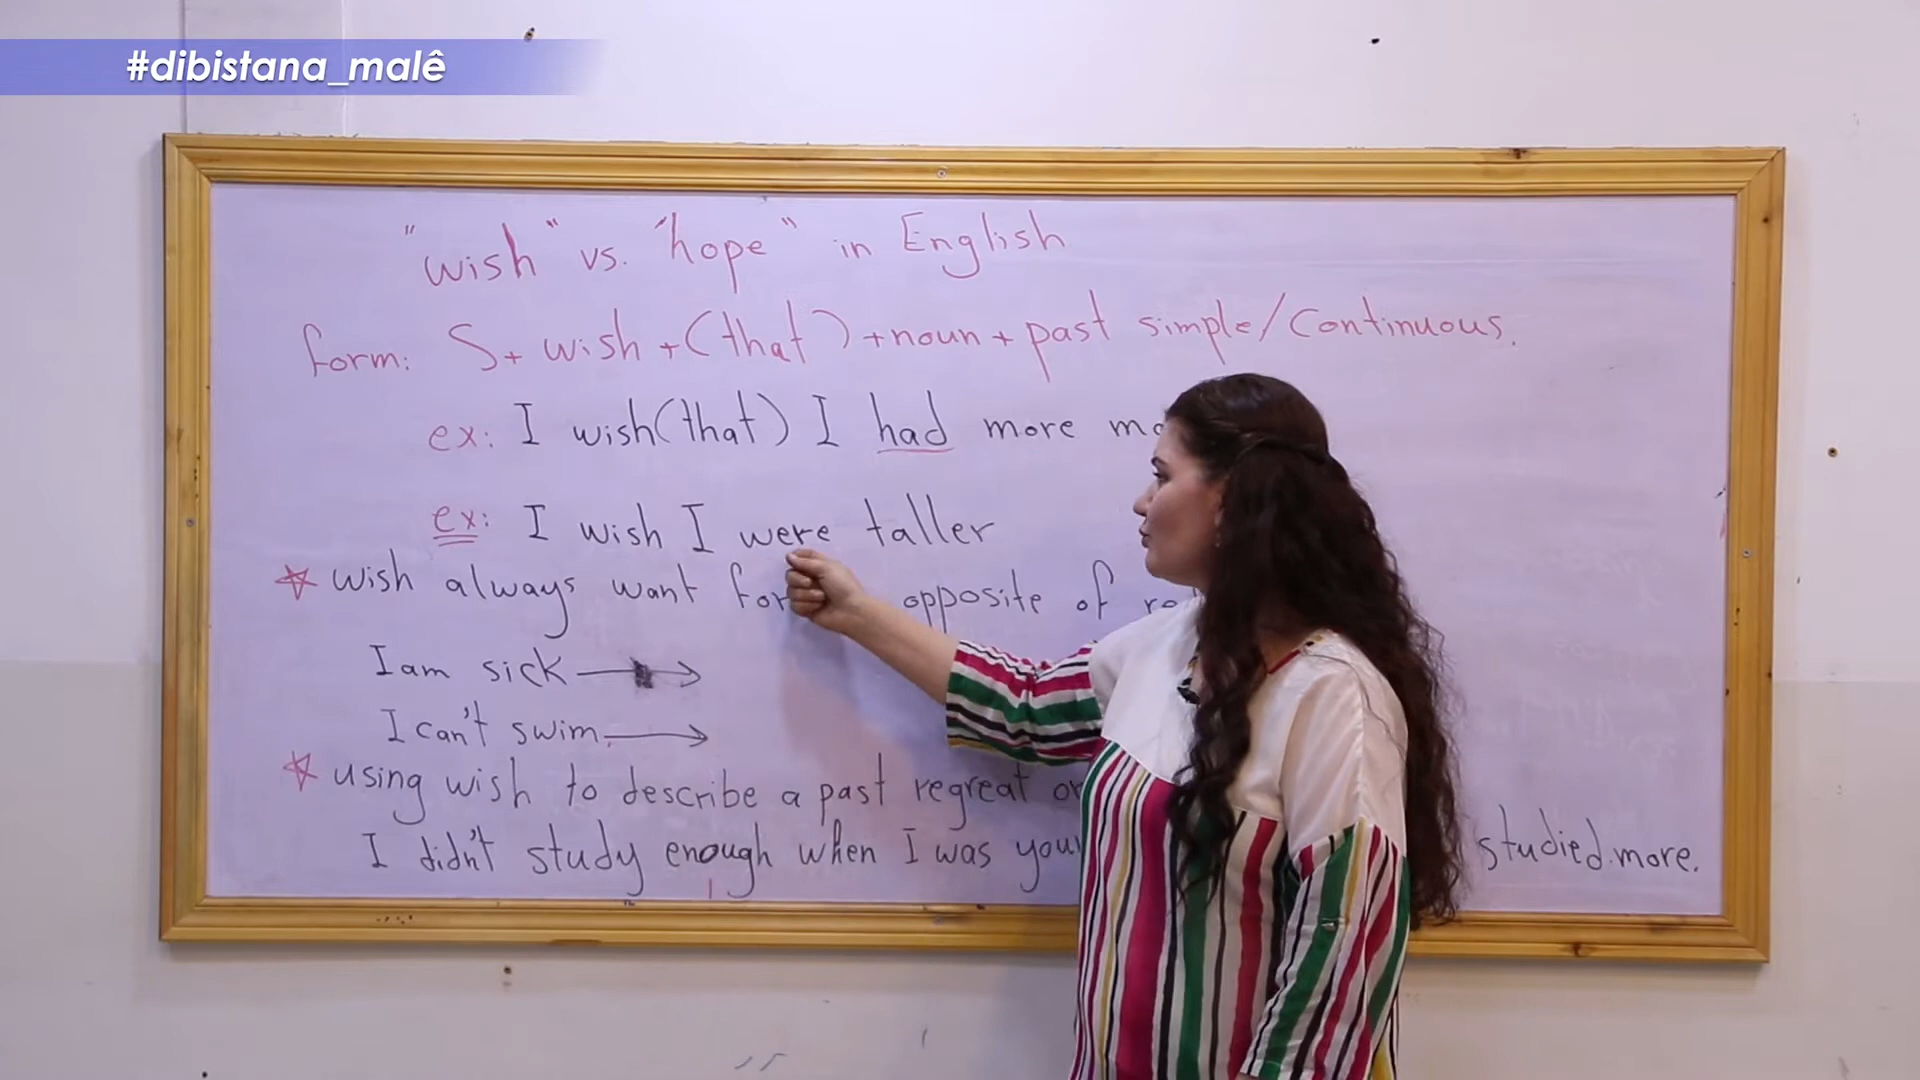 #dibistana_malê
"wish" vs. "hope" in English
form: S + wish + (that) + noun + past simple/Continuous.
ex: I wish (that) I had more
ex: I wish I were taller
wish always want for opposite of
I am sick
I can't swim.
using wish to describe a past regreat
I didn't study enough when I was studied more.